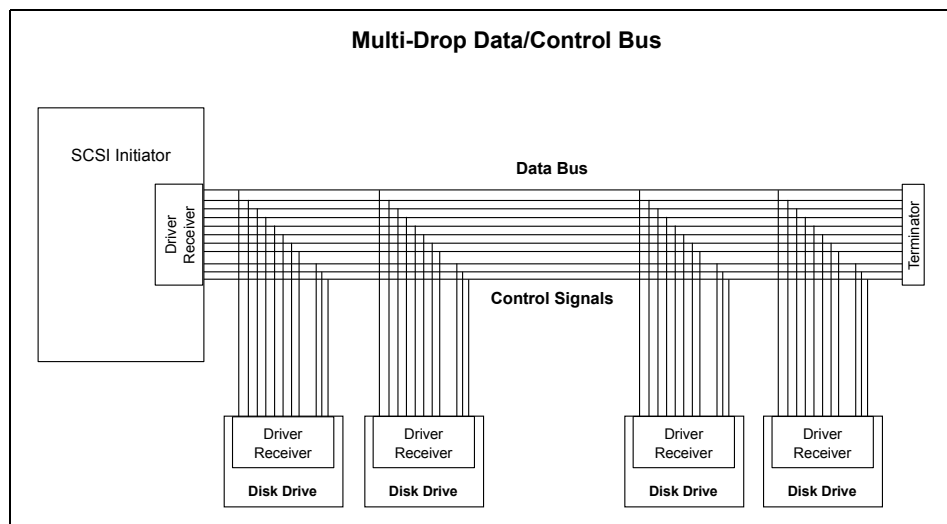 Multi-Drop Data/Control Bus
SCSI Initiator
Data Bus
Driver
Receiver
Terminator
Control Signals
Driver
Receiver
Disk Drive
Driver
Receiver
Disk Drive
Driver
Receiver
Disk Drive
Driver
Receiver
Disk Drive